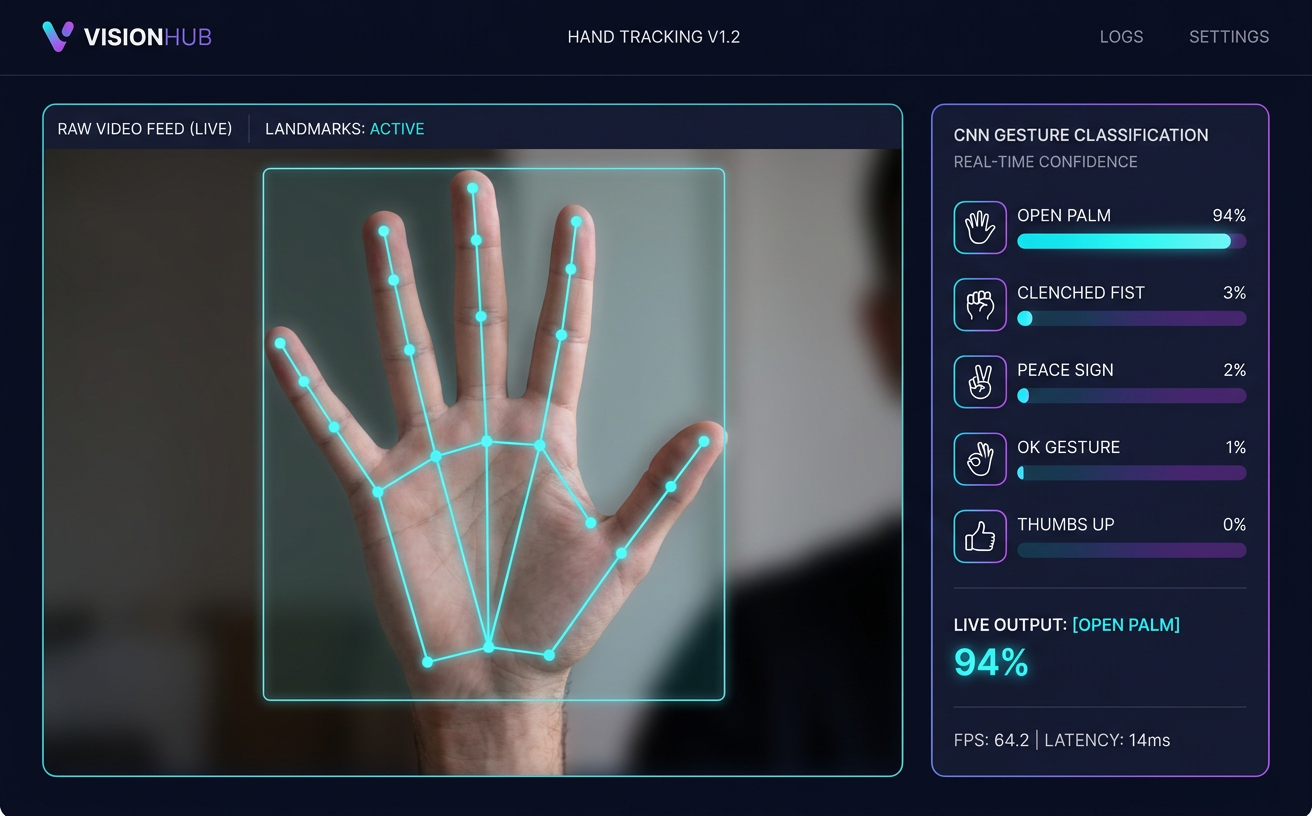 VISIONHUB
HAND TRACKING V1.2
LOGS
SETTINGS
RAW VIDEO FEED (LIVE)
LANDMARKS: ACTIVE
CNN GESTURE CLASSIFICATION
REAL-TIME CONFIDENCE
OPEN PALM 94%
CLENCHED FIST 3%
PEACE SIGN 2%
OK GESTURE 1%
THUMBS UP 0%
LIVE OUTPUT: [OPEN PALM]
94%
FPS: 64.2 | LATENCY: 14ms